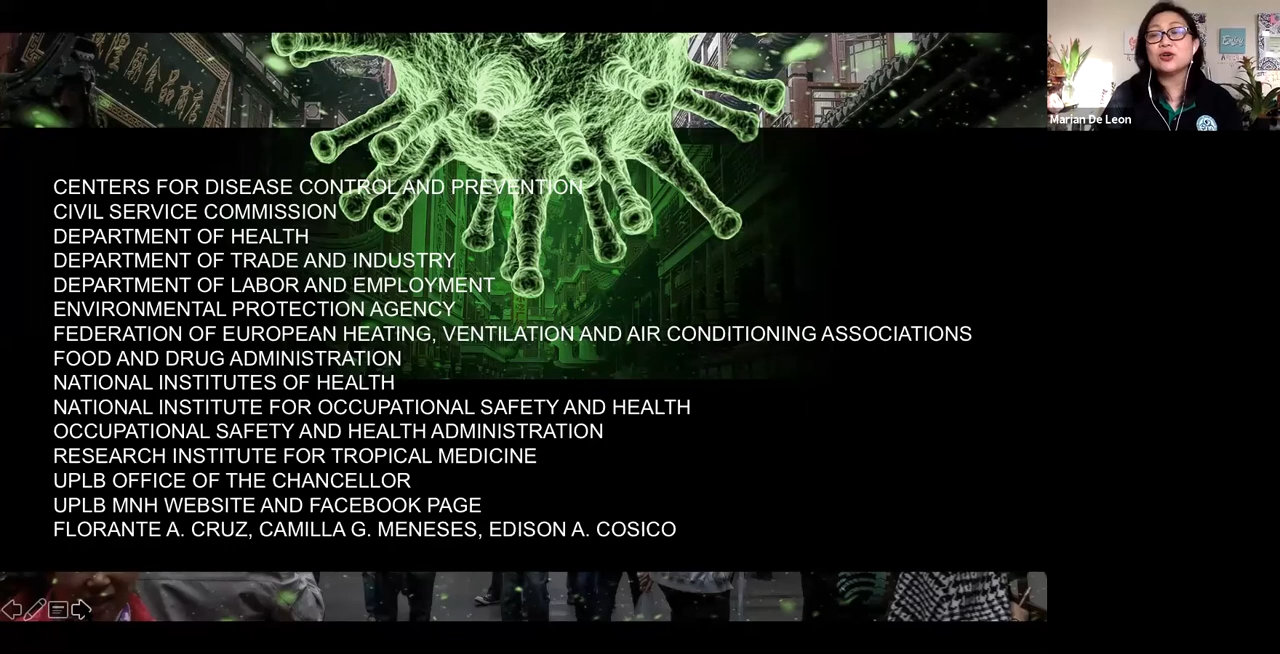 CENTERS FOR DISEASE CONTROL AND PREVENTION
CIVIL SERVICE COMMISSION
DEPARTMENT OF HEALTH
DEPARTMENT OF TRADE AND INDUSTRY
DEPARTMENT OF LABOR AND EMPLOYMENT
ENVIRONMENTAL PROTECTION AGENCY
FEDERATION OF EUROPEAN HEATING, VENTILATION AND AIR CONDITIONING ASSOCIATIONS
FOOD AND DRUG ADMINISTRATION
NATIONAL INSTITUTES OF HEALTH
NATIONAL INSTITUTE FOR OCCUPATIONAL SAFETY AND HEALTH
OCCUPATIONAL SAFETY AND HEALTH ADMINISTRATION
RESEARCH INSTITUTE FOR TROPICAL MEDICINE
UPLB OFFICE OF THE CHANCELLOR
UPLB MNH WEBSITE AND FACEBOOK PAGE
FLORANTE A. CRUZ, CAMILLA G. MENESES, EDISON A. COSICO
Marian De Leon